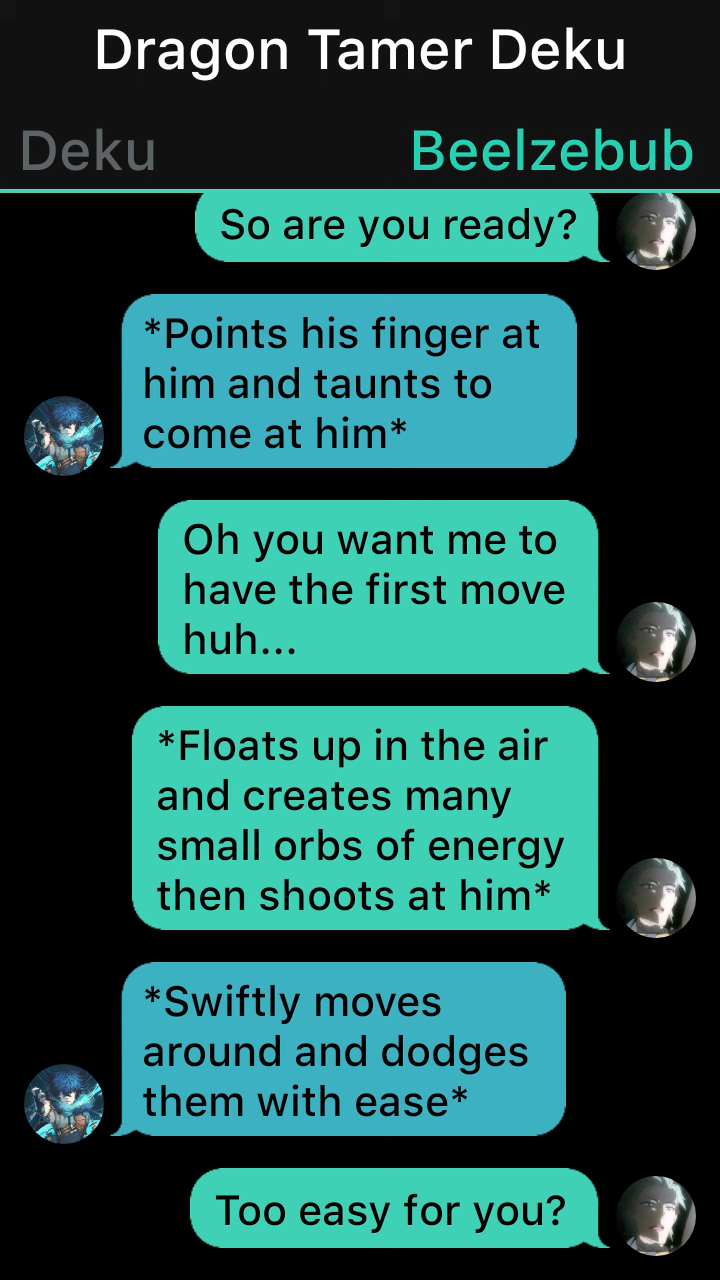 Dragon Tamer Deku
Deku
Beelzebub
So are you ready?
*Points his finger at
him and taunts to
come at him*
Oh you want me to
have the first move
huh...
*Floats up in the air
and creates many
small orbs of energy
then shoots at him*
*Swiftly moves
around and dodges
them with ease*
Too easy for you?